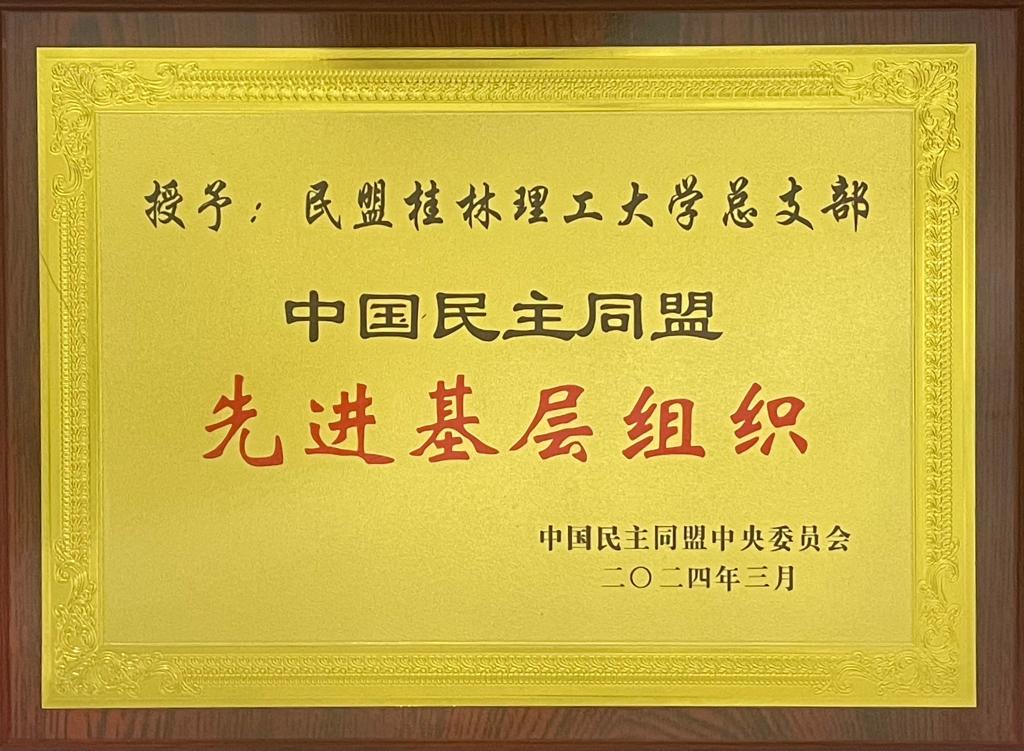 授予：民盟桂林理工大学总支部
中国民主同盟
先进基层组织
中国民主同盟中央委员会
二〇二四年三月